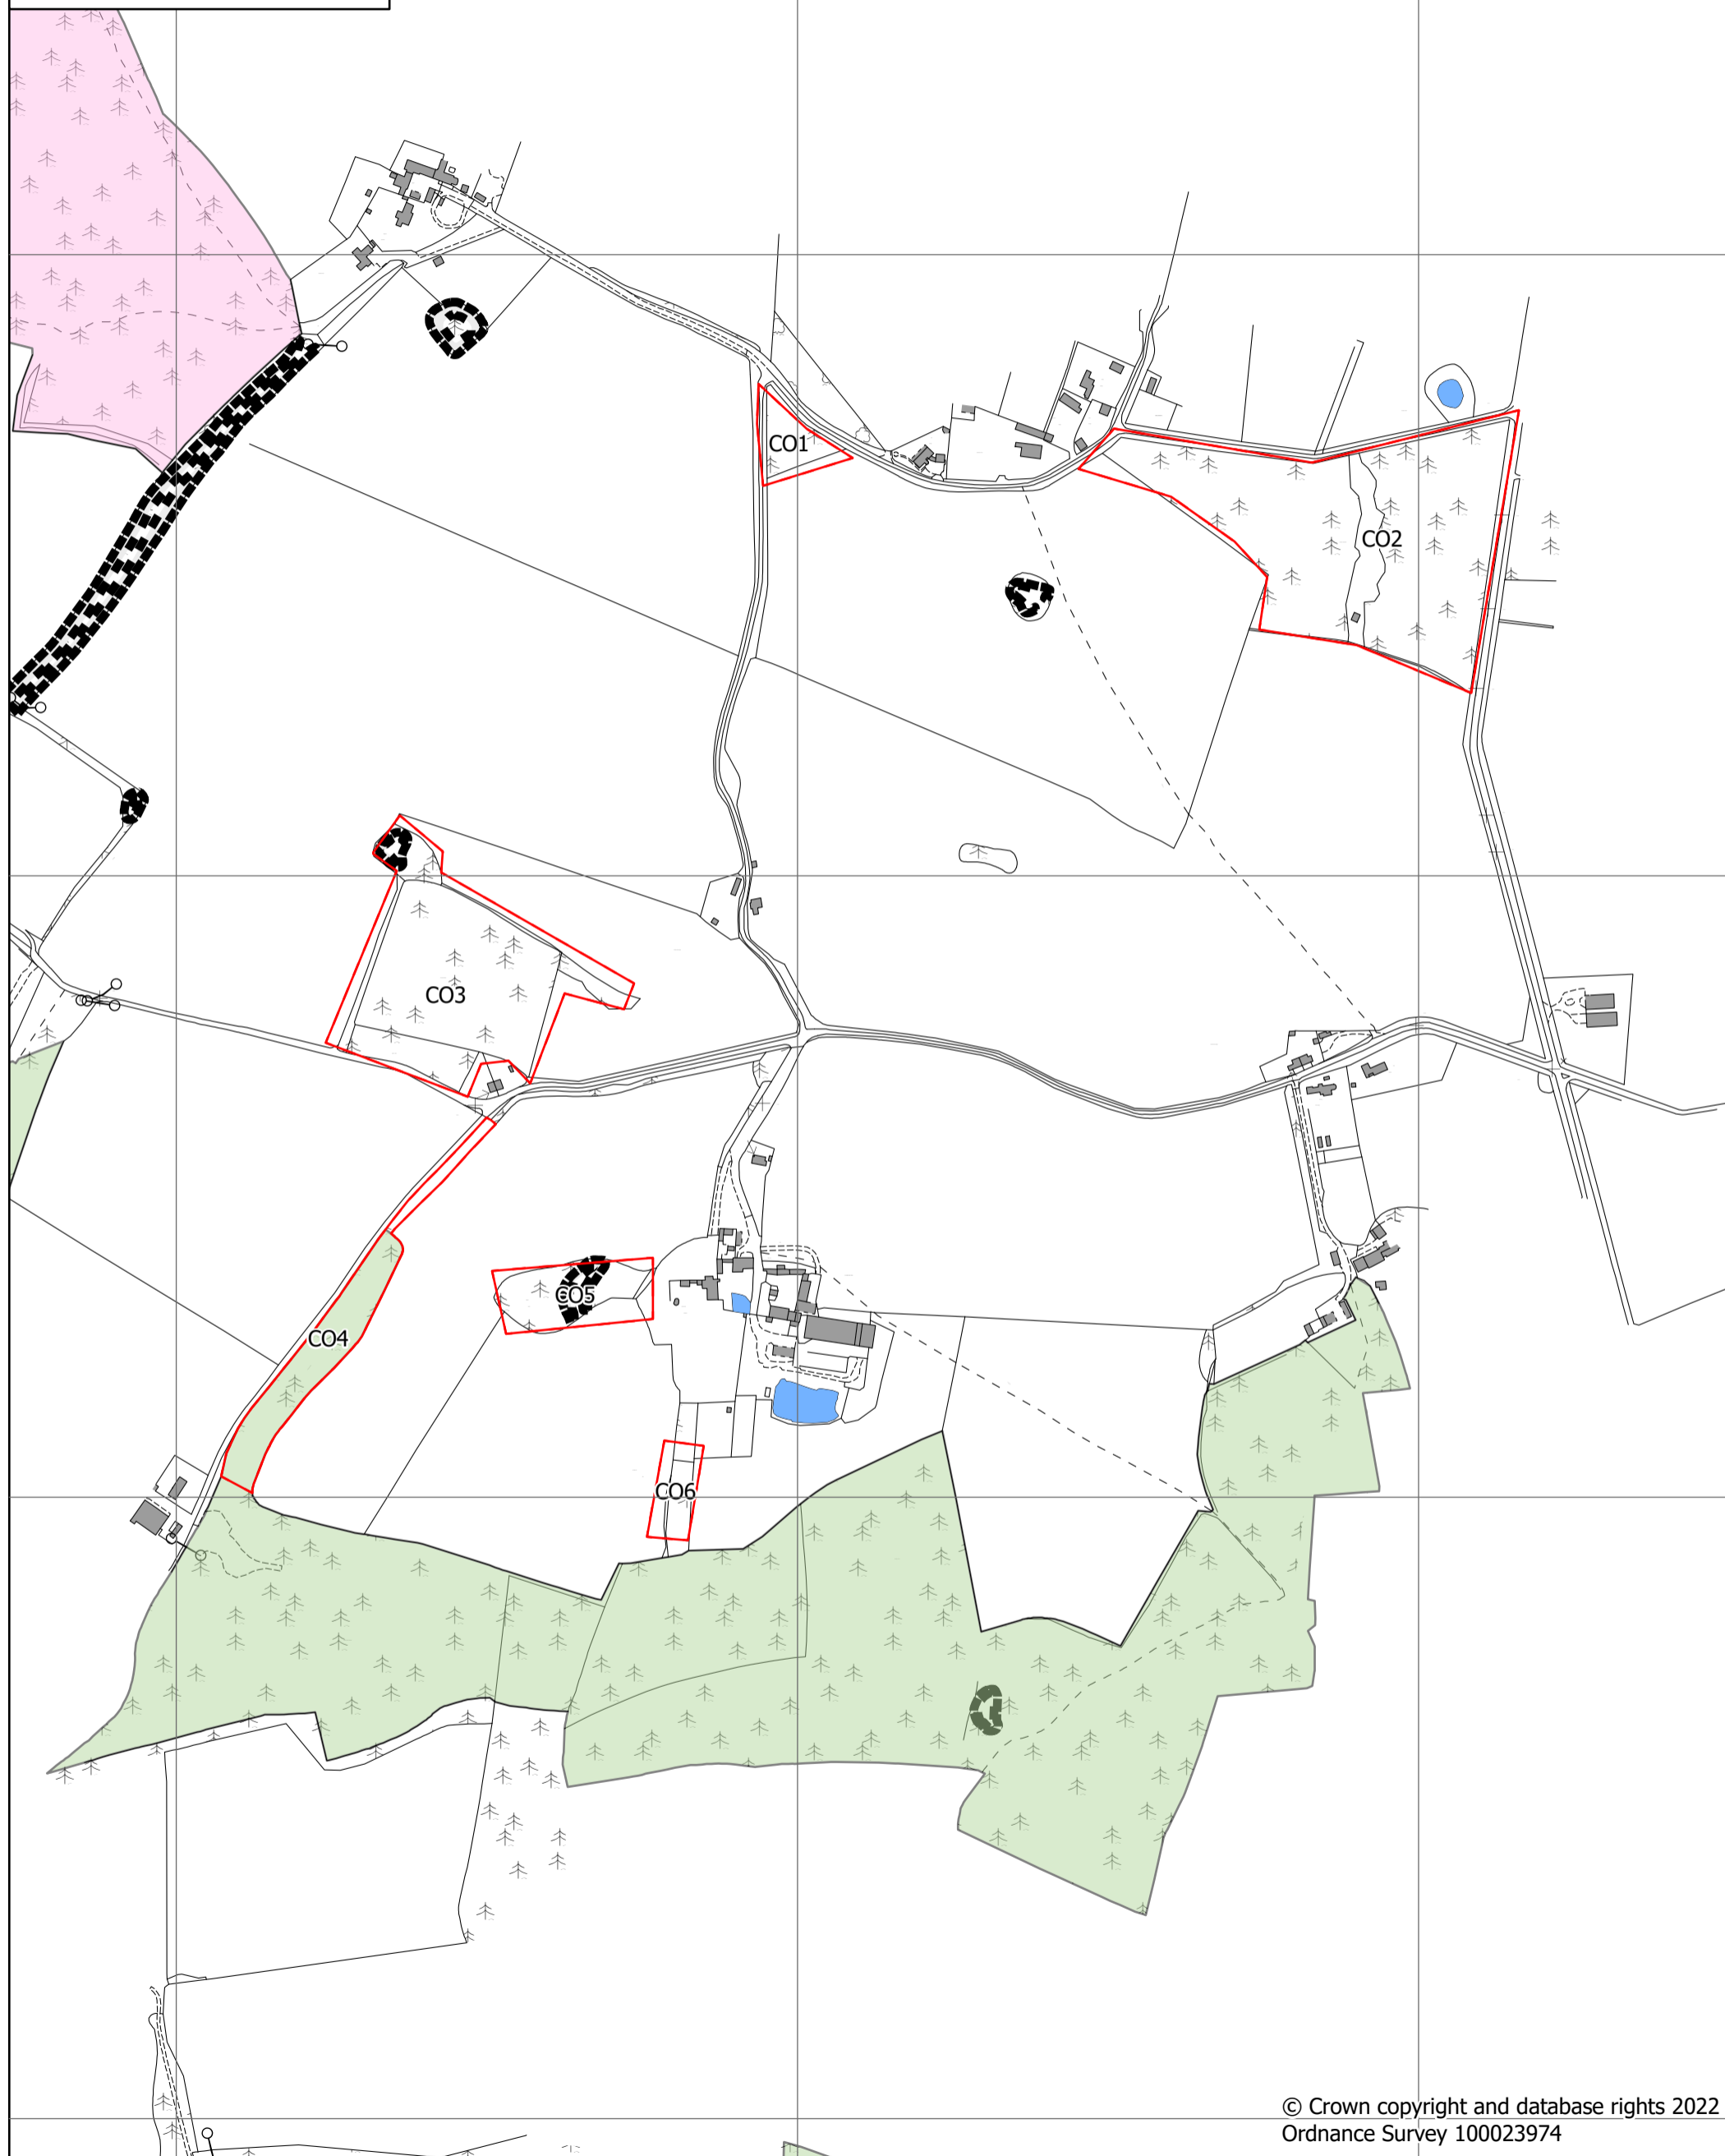 CO1
CO2
CO3
CO4
CO5
CO6
© Crown copyright and database rights 2022
Ordnance Survey 100023974